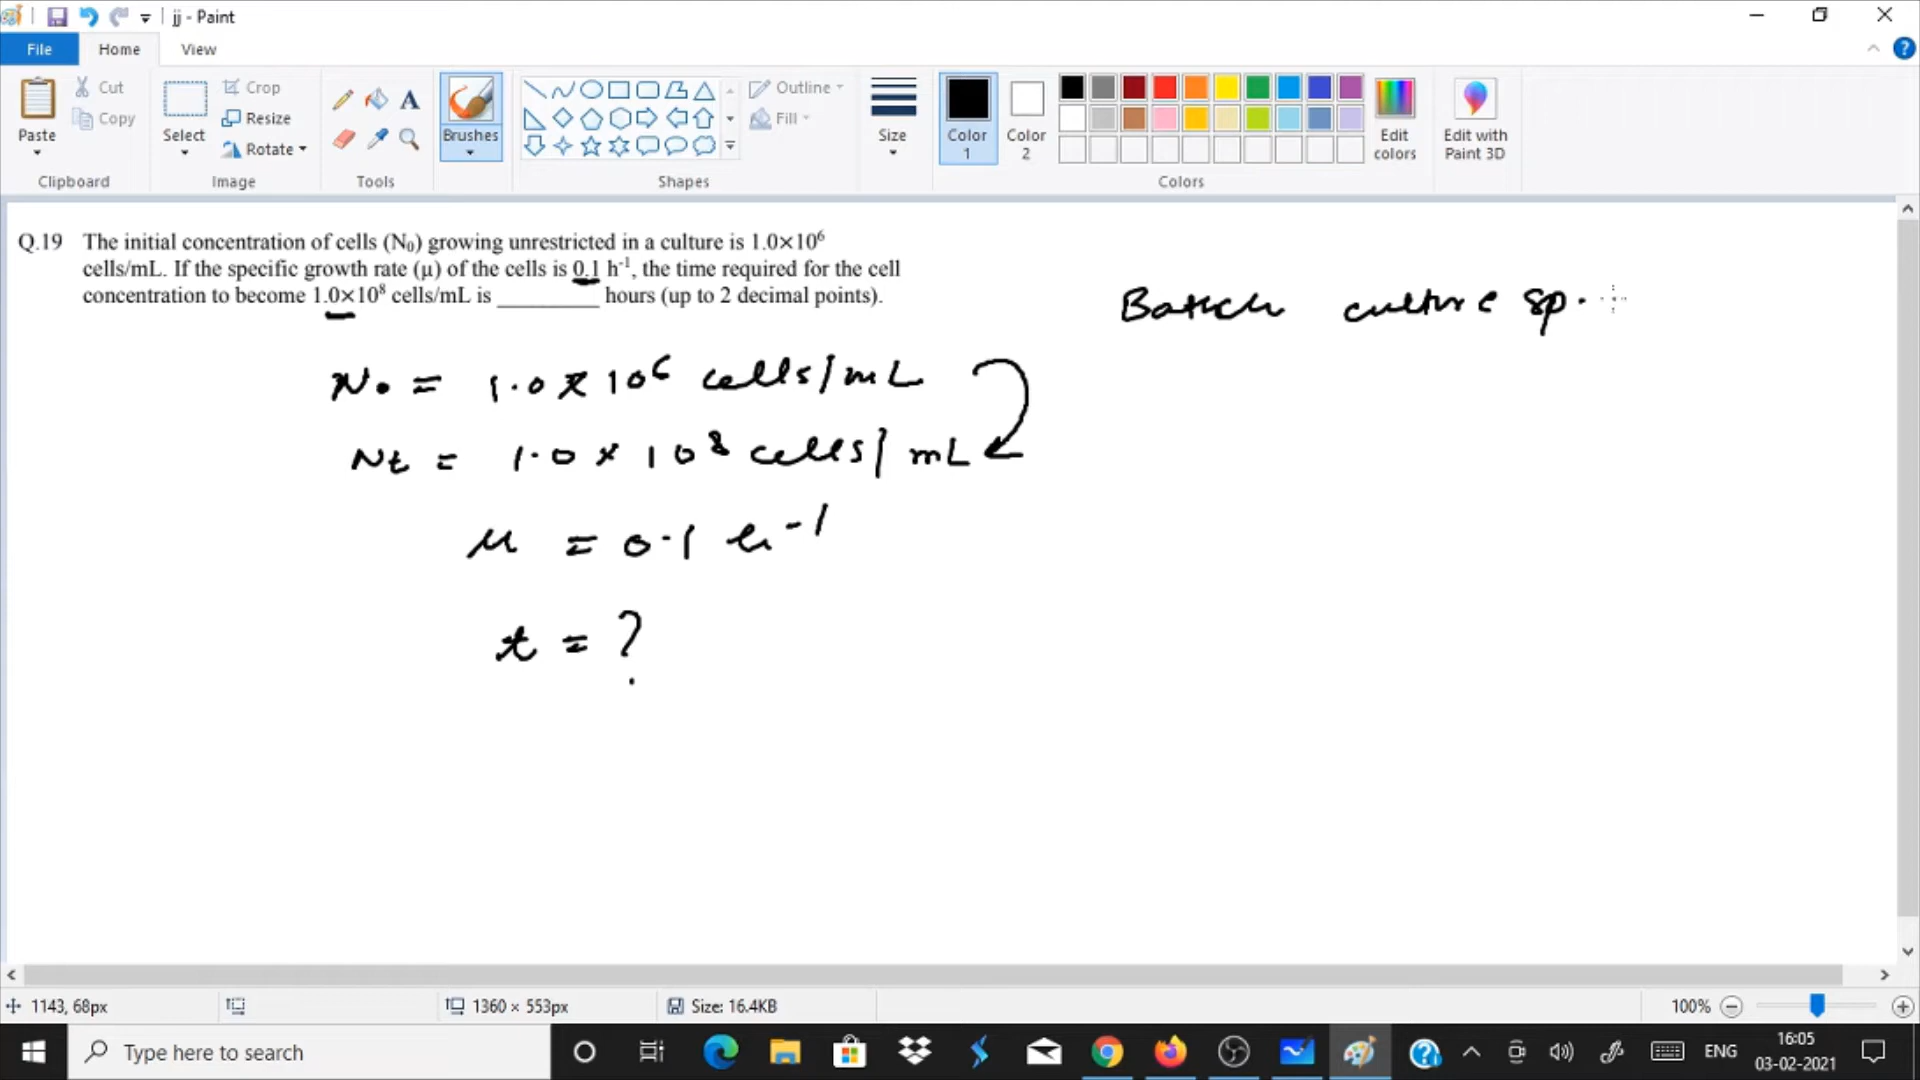 jj - Paint
File Home View
Paste Cut Copy Clipboard
Select Crop Resize Rotate Image
Tools
Brushes
Shapes Outline Fill
Size
Color 1 Color 2 Edit colors Edit with Paint 3D Colors
Q.19 The initial concentration of cells (N₀) growing unrestricted in a culture is 1.0×10⁶
cells/mL. If the specific growth rate (μ) of the cells is 0.1 h⁻¹, the time required for the cell
concentration to become 1.0×10⁸ cells/mL is ________ hours (up to 2 decimal points).
Batch culture sp.
N₀ = 1.0 × 10⁶ cells/mL
Nt = 1.0 × 10⁸ cells/mL
μ = 0.1 h⁻¹
t = ?
1143, 68px 1360 × 553px Size: 16.4KB 100%
Type here to search ENG 16:05
03-02-2021